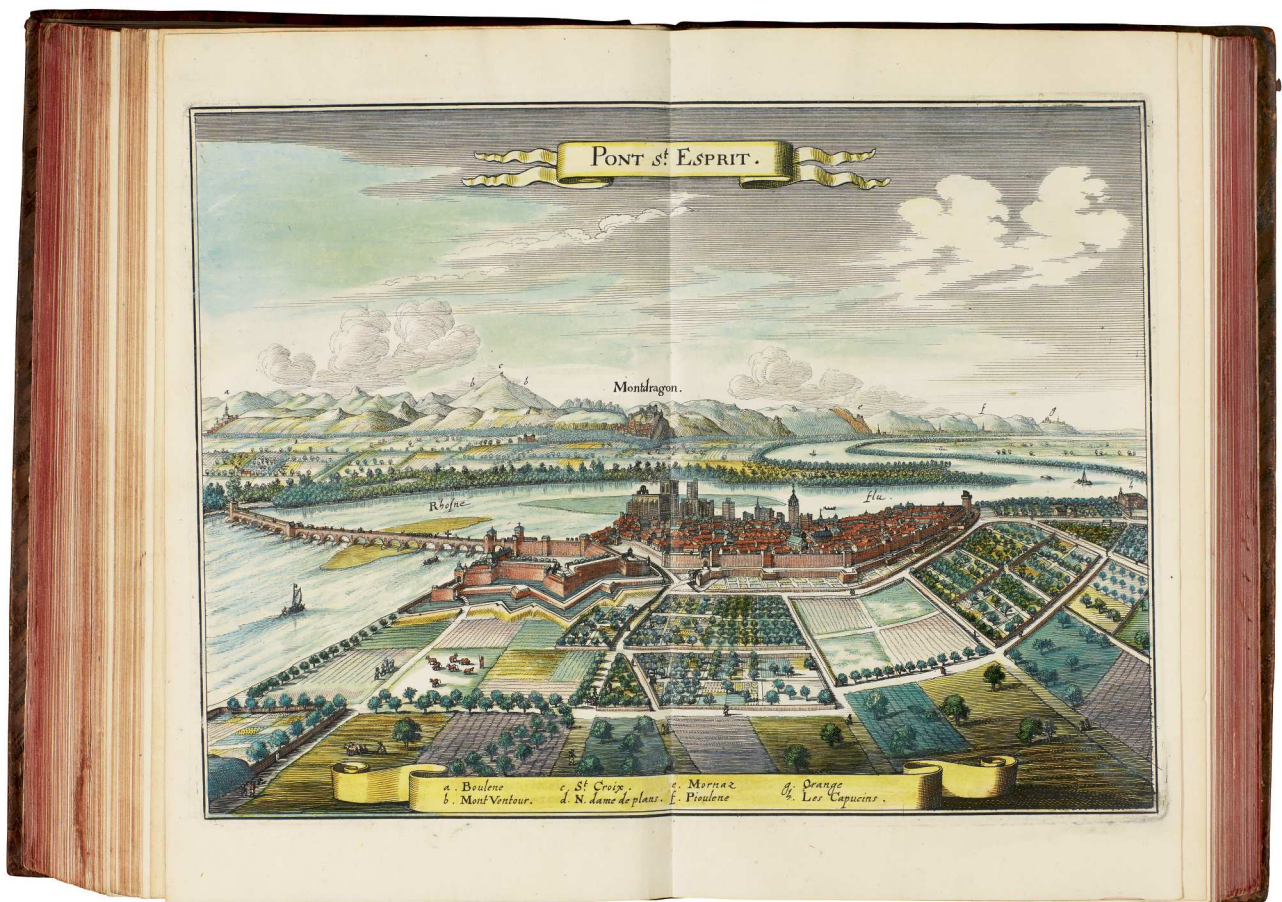 PONT st. ESPRIT.
Montdragon.
a
b
c
b
e
f
g
Rhosne
flu.
h
a. Boulene
b. Mont Ventour.
c. St Croix.
d. N. dame de plans.
e. Mornaz
f. Pioulene
g. Orange
h. Les Capucins.